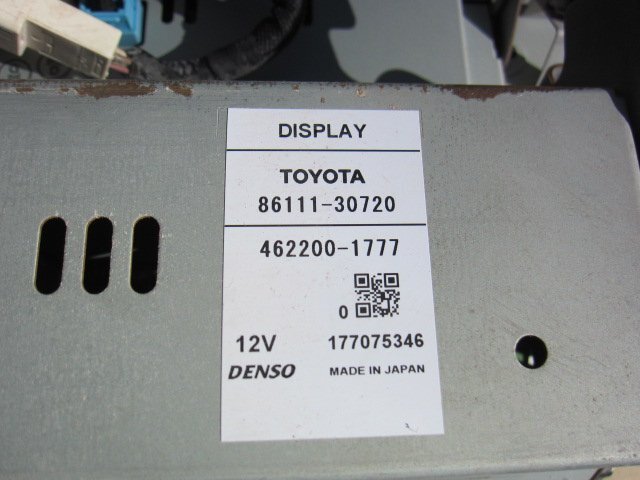 DISPLAY
TOYOTA
86111-30720
462200-1777
0
12V 177075346
DENSO MADE IN JAPAN